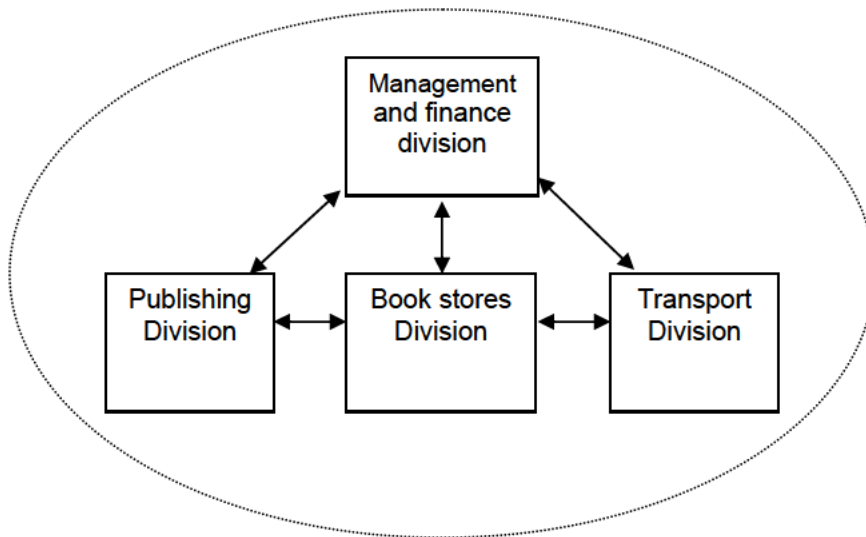 Management
and finance
division
Publishing
Division
Book stores
Division
Transport
Division